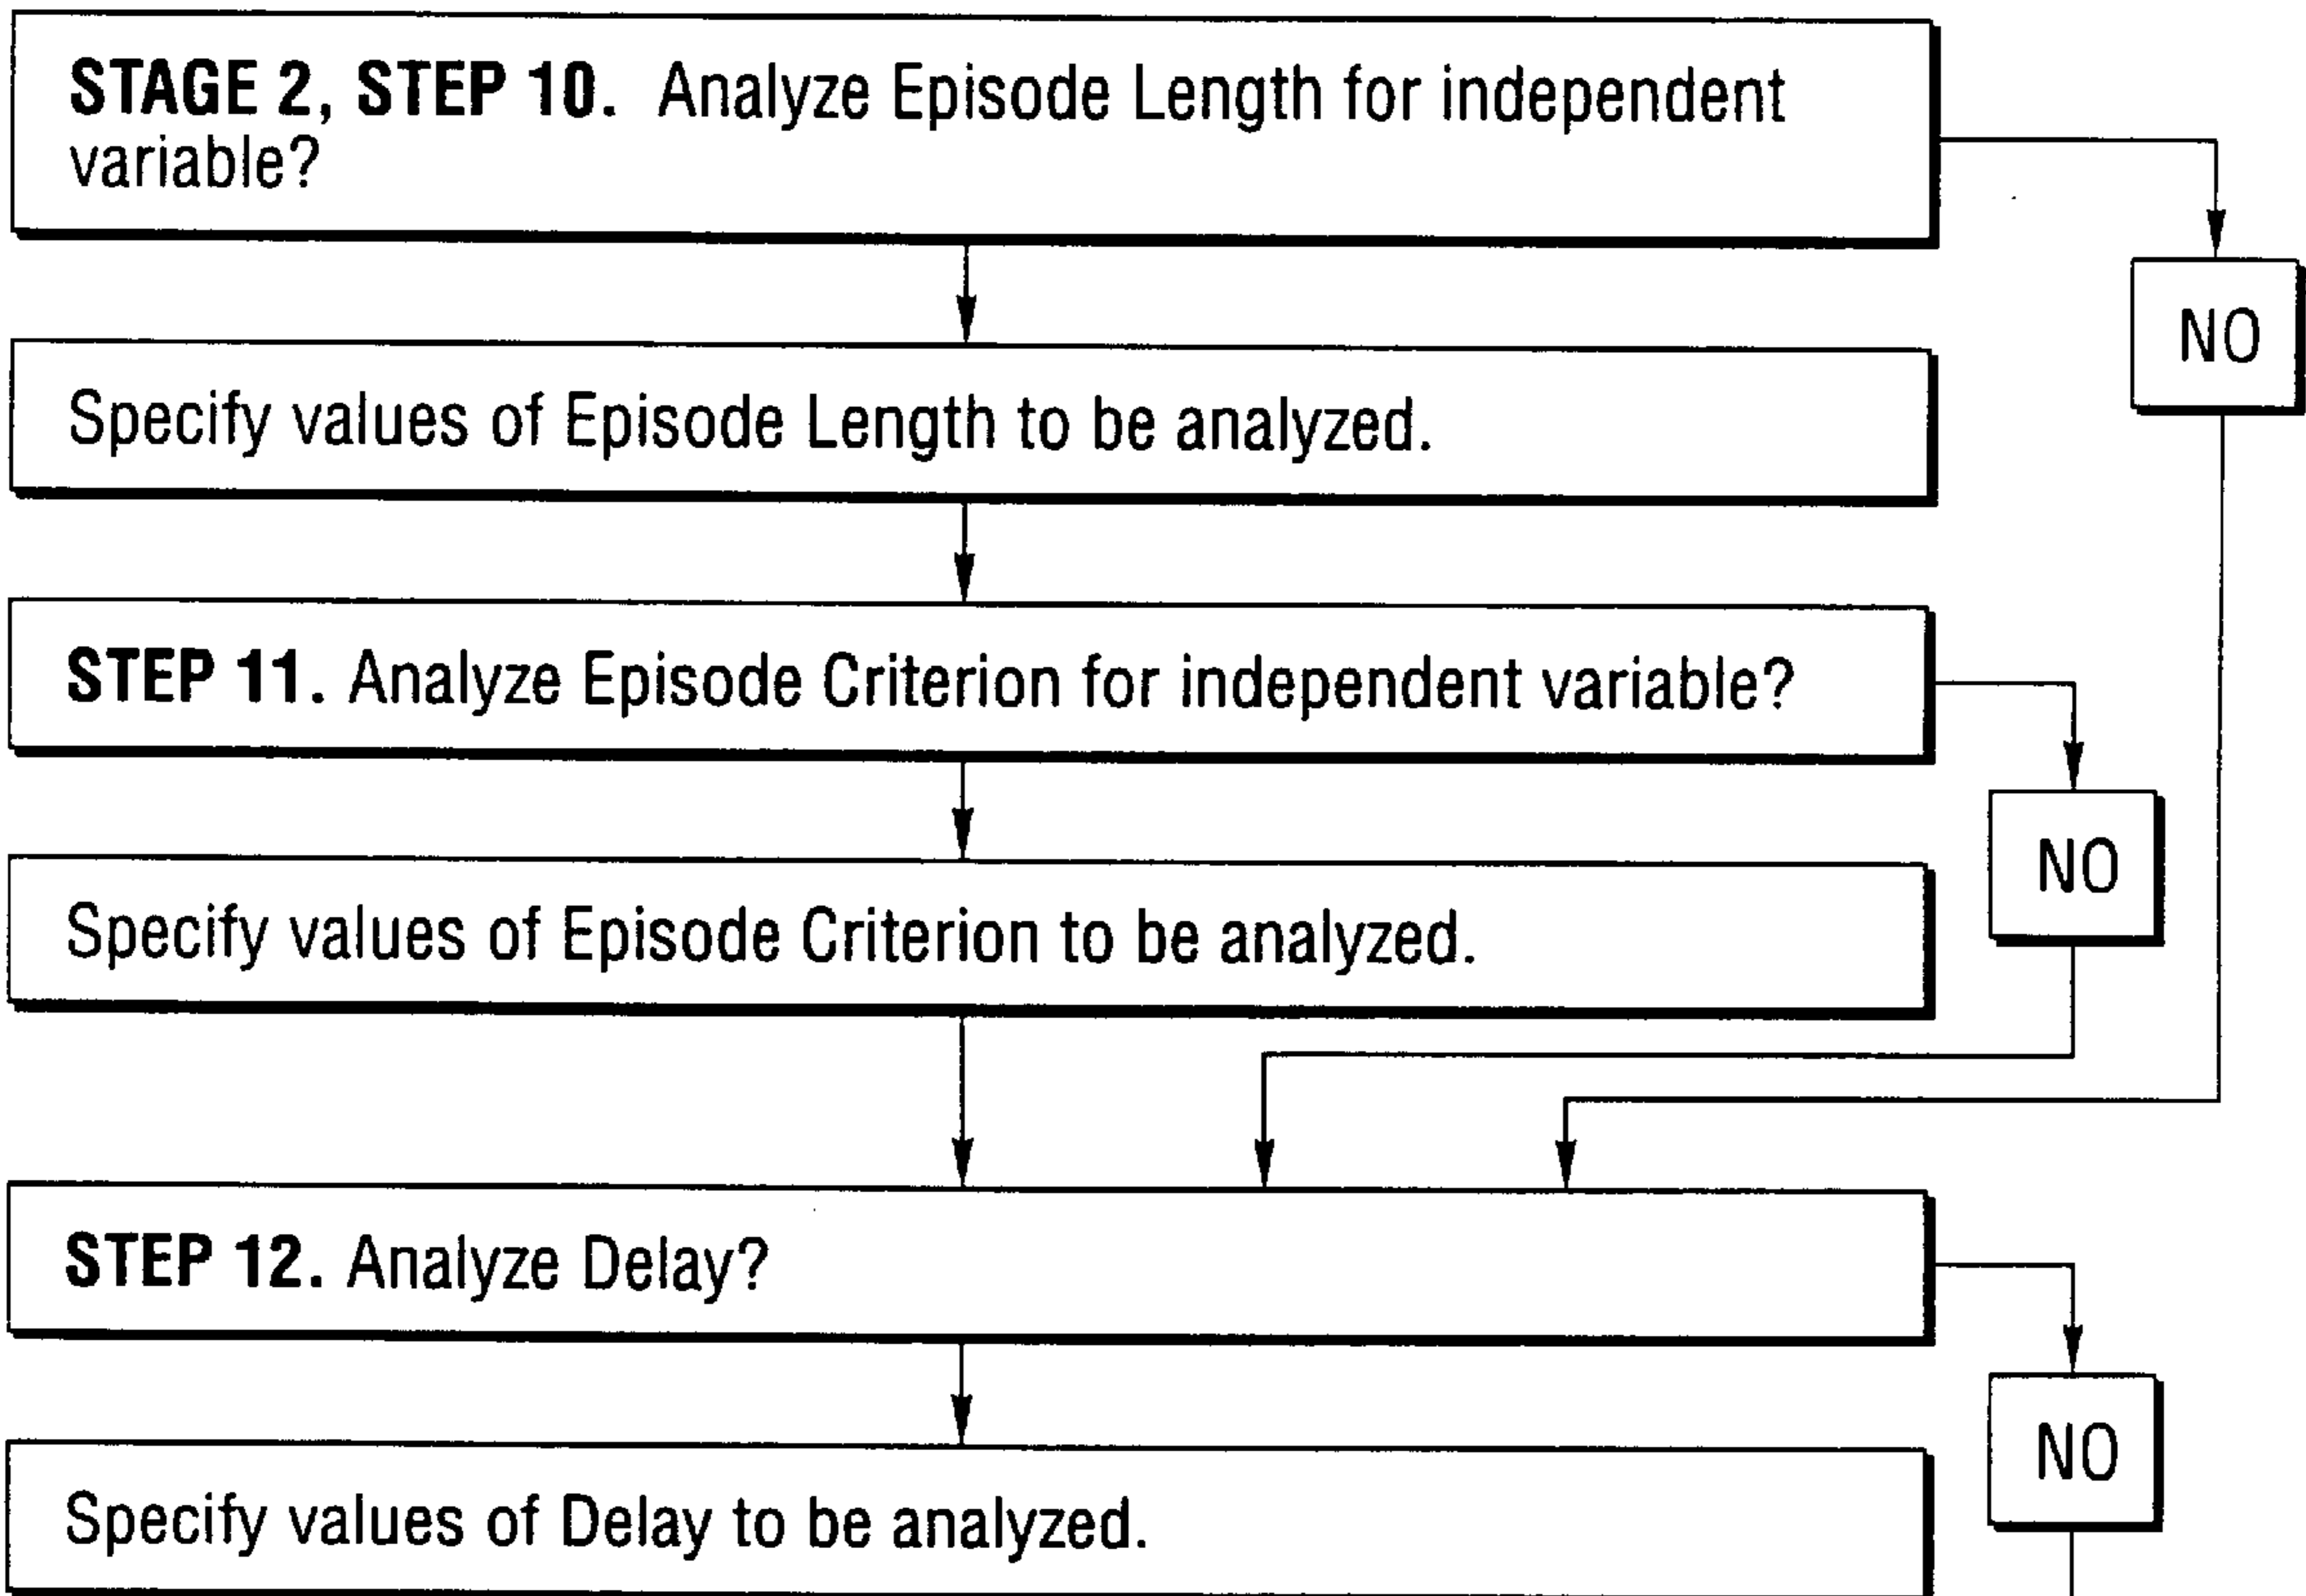 STAGE 2, STEP 10. Analyze Episode Length for independent
variable?
NO
Specify values of Episode Length to be analyzed.
STEP 11. Analyze Episode Criterion for independent variable?
NO
Specify values of Episode Criterion to be analyzed.
STEP 12. Analyze Delay?
NO
Specify values of Delay to be analyzed.